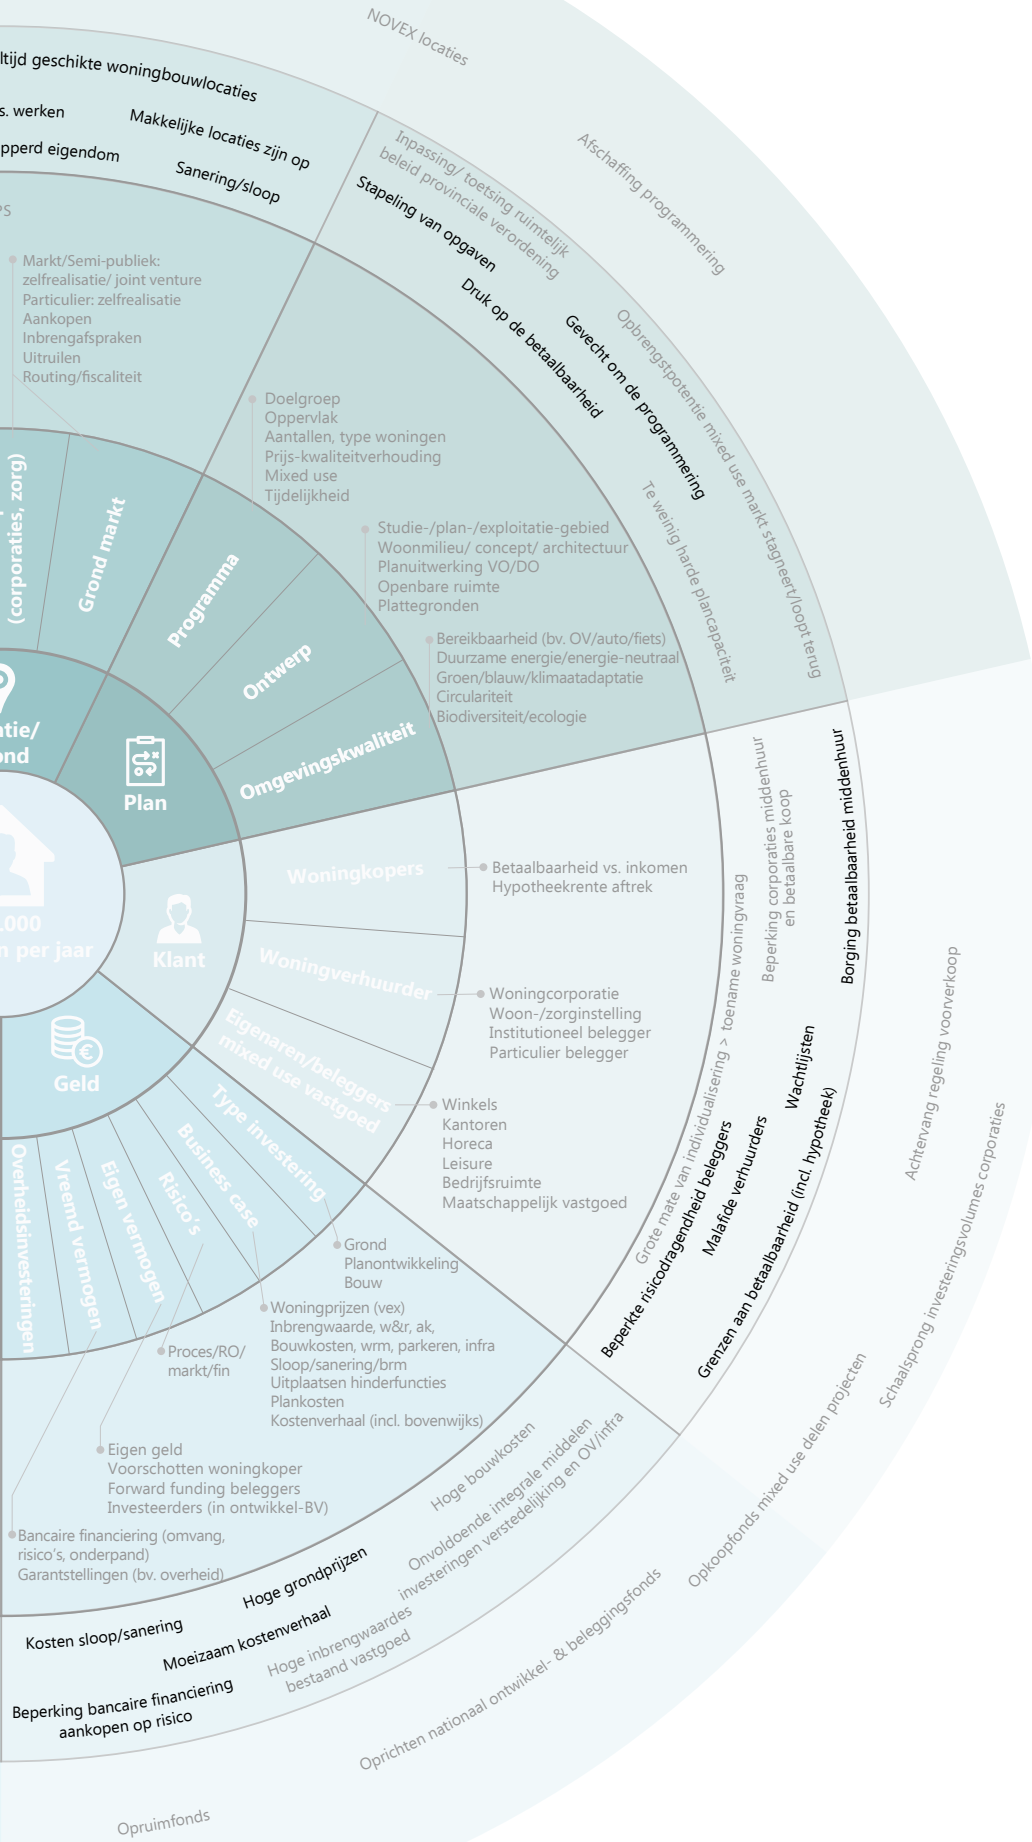 NOVEX locaties
Afschaffing programmering
ltijd geschikte woningbouwlocaties
s. werken
Makkelijke locaties zijn op
pperd eigendom
Sanering/sloop
Inpassing/ toetsing ruimtelijk
beleid provinciale verordening
Stapeling van opgaven
Druk op de betaalbaarheid
Gevecht om de programmering
Opbrengstpotentie mixed use markt stagneert/loopt terug
Te weinig harde plancapaciteit
PS
Markt/Semi-publiek:
zelfrealisatie/ joint venture
Particulier: zelfrealisatie
Aankopen
Inbrengafspraken
Uitruilen
Routing/fiscaliteit
Doelgroep
Oppervlak
Aantallen, type woningen
Prijs-kwaliteitverhouding
Mixed use
Tijdelijkheid
Studie-/plan-/exploitatie-gebied
Woonmilieu/ concept/ architectuur
Planuitwerking VO/DO
Openbare ruimte
Plattegronden
Bereikbaarheid (bv. OV/auto/fiets)
Duurzame energie/energie-neutraal
Groen/blauw/klimaatadaptatie
Circulariteit
Biodiversiteit/ecologie
(corporaties, zorg)
Grond markt
Programma
Ontwerp
Omgevingskwaliteit
atie/
ond
Plan
.000
n per jaar
Klant
Geld
Woningkopers
Betaalbaarheid vs. inkomen
Hypotheekrente aftrek
Woningverhuurder
Woningcorporatie
Woon-/zorginstelling
Institutioneel belegger
Particulier belegger
Eigenaren/beleggers
mixed use vastgoed
Winkels
Kantoren
Horeca
Leisure
Bedrijfsruimte
Maatschappelijk vastgoed
Grote mate van individualisering > toename woningvraag
Beperking corporaties middenhuur
en betaalbare koop
Borging betaalbaarheid middenhuur
Wachtlijsten
Malafide verhuurders
Beperkte risicodragendheid beleggers
Grenzen aan betaalbaarheid (incl. hypotheek)
Achtervang regeling voorverkoop
Schaalsprong investeringsvolumes corporaties
Type investering
Business case
Risico's
Eigen vermogen
Vreemd vermogen
Overheidsinvesteringen
Grond
Planontwikkeling
Bouw
Woningprijzen (vex)
Inbrengwaarde, w&r, ak,
Bouwkosten, wrm, parkeren, infra
Sloop/sanering/brm
Uitplaatsen hinderfuncties
Plankosten
Kostenverhaal (incl. bovenwijks)
Proces/RO/
markt/fin
Eigen geld
Voorschotten woningkoper
Forward funding beleggers
Investeerders (in ontwikkel-BV)
Bancaire financiering (omvang,
risico's, onderpand)
Garantstellingen (bv. overheid)
Hoge bouwkosten
Onvoldoende integrale middelen
investeringen verstedelijking en OV/infra
Hoge grondprijzen
Kosten sloop/sanering
Moeizaam kostenverhaal
Hoge inbrengwaardes
bestaand vastgoed
Beperking bancaire financiering
aankopen op risico
Opkoopfonds mixed use delen projecten
Oprichten nationaal ontwikkel- & beleggingsfonds
Opruimfonds